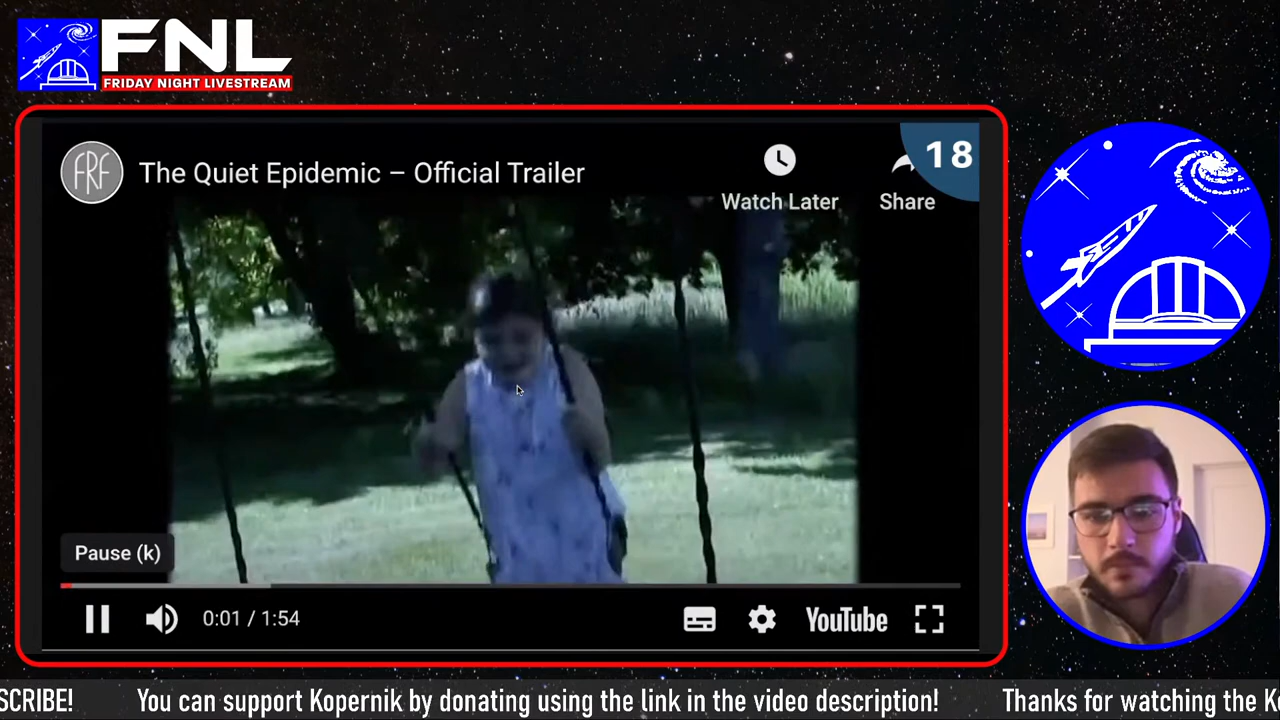 FNL
FRIDAY NIGHT LIVESTREAM
FRF
The Quiet Epidemic – Official Trailer
Watch Later
Share
18
Pause (k)
0:01 / 1:54
YouTube
SCRIBE!
You can support Kopernik by donating using the link in the video description!
Thanks for watching the K